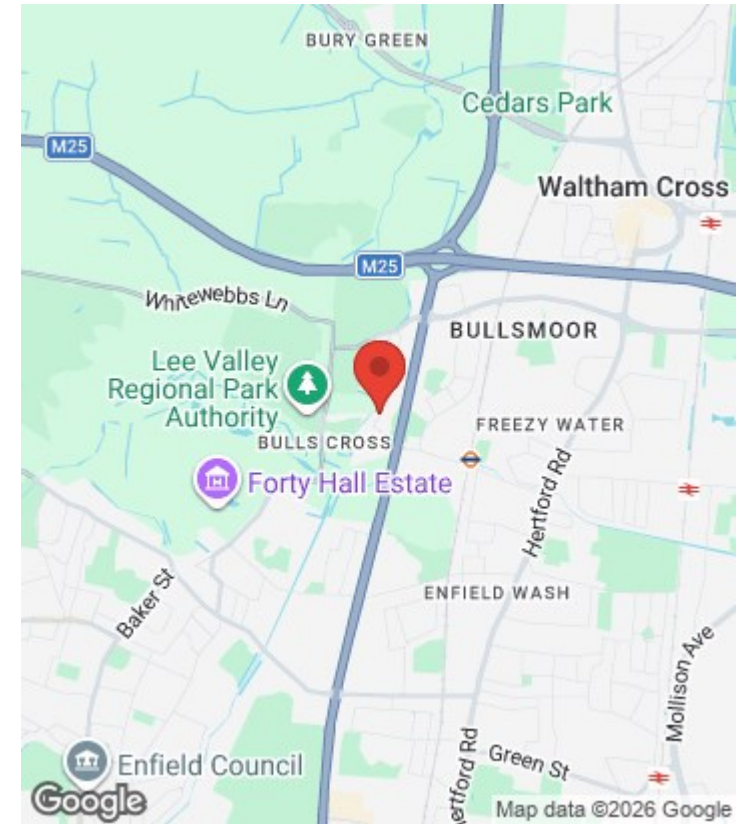 BURY GREEN
Cedars Park
M25
Waltham Cross
M25
Whitewebbs Ln
BULLSMOOR
Lee Valley
Regional Park
Authority
FREEZY WATER
BULLS CROSS
Forty Hall Estate
Hertford Rd
Baker St
ENFIELD WASH
Mollison Ave
Hertford Rd
Green St
Enfield Council
Google
Map data ©2026 Google